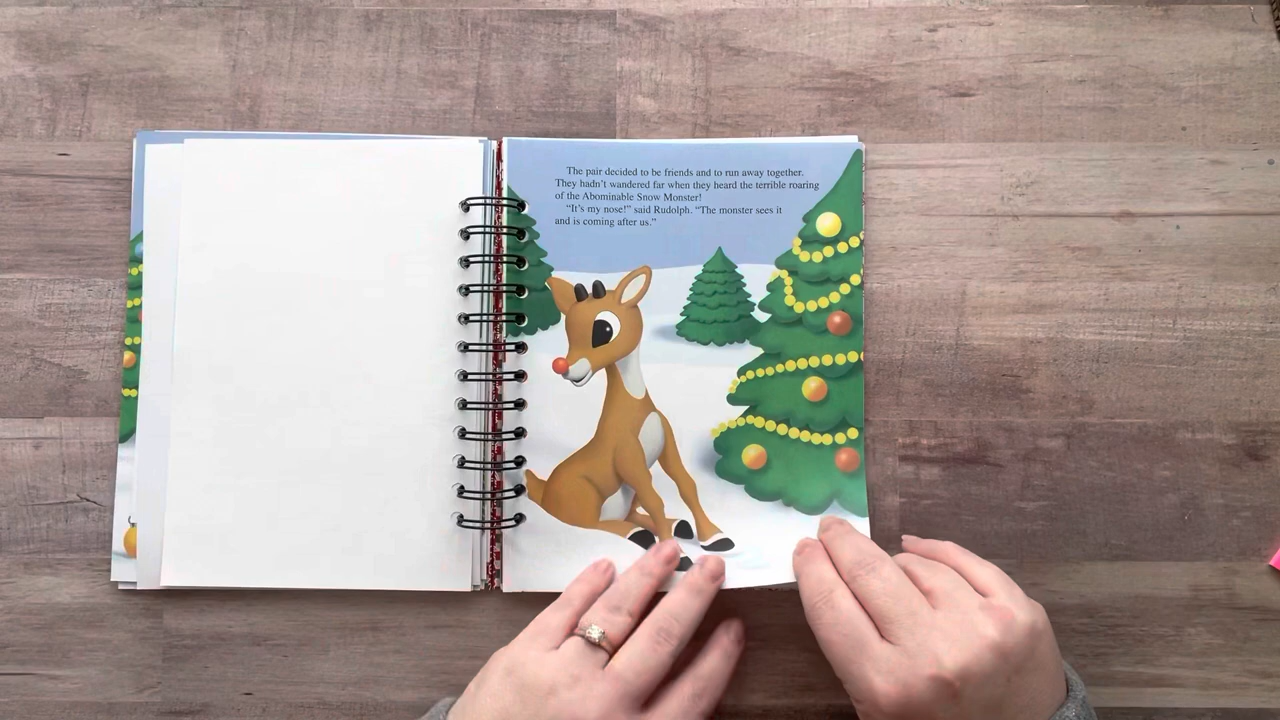 The pair decided to be friends and to run away together.
They hadn't wandered far when they heard the terrible roaring
of the Abominable Snow Monster!
"It's my nose!" said Rudolph. "The monster sees it
and is coming after us."